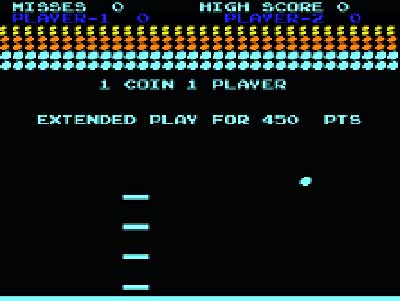 MISSES 0 HIGH SCORE 0
PLAYER-1 0 PLAYER-2 0
1 COIN 1 PLAYER
EXTENDED PLAY FOR 450 PTS